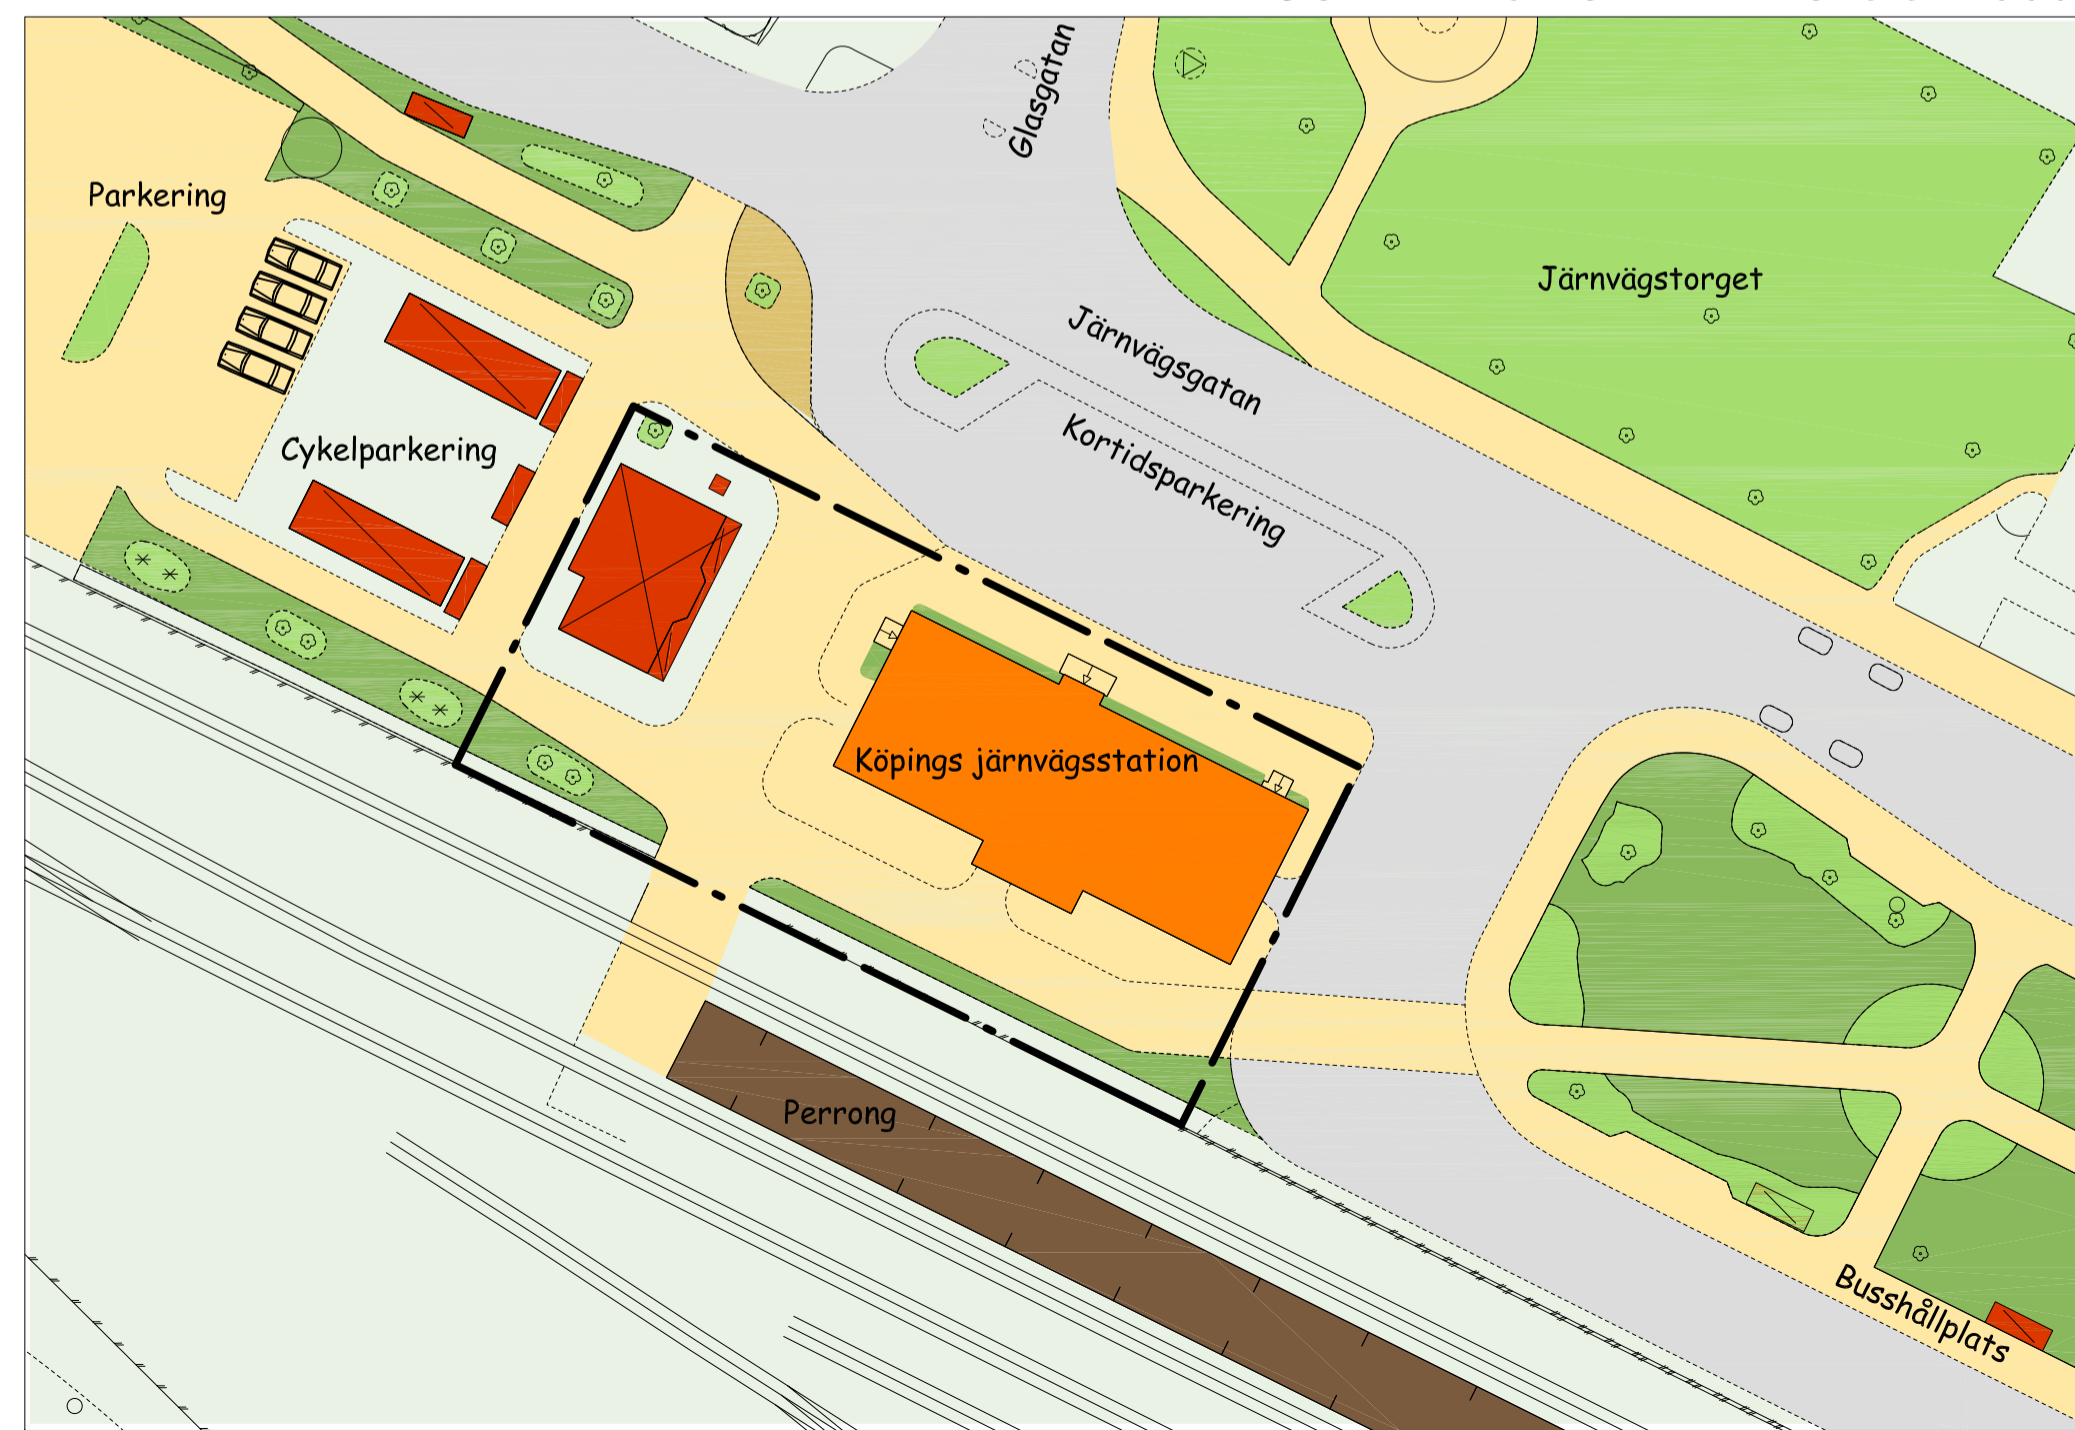 Glasgatan
Parkering
Järnvägstorget
Järnvägsgatan
Cykelparkering
Kortidsparkering
Köpings järnvägsstation
Perrong
Busshållplats